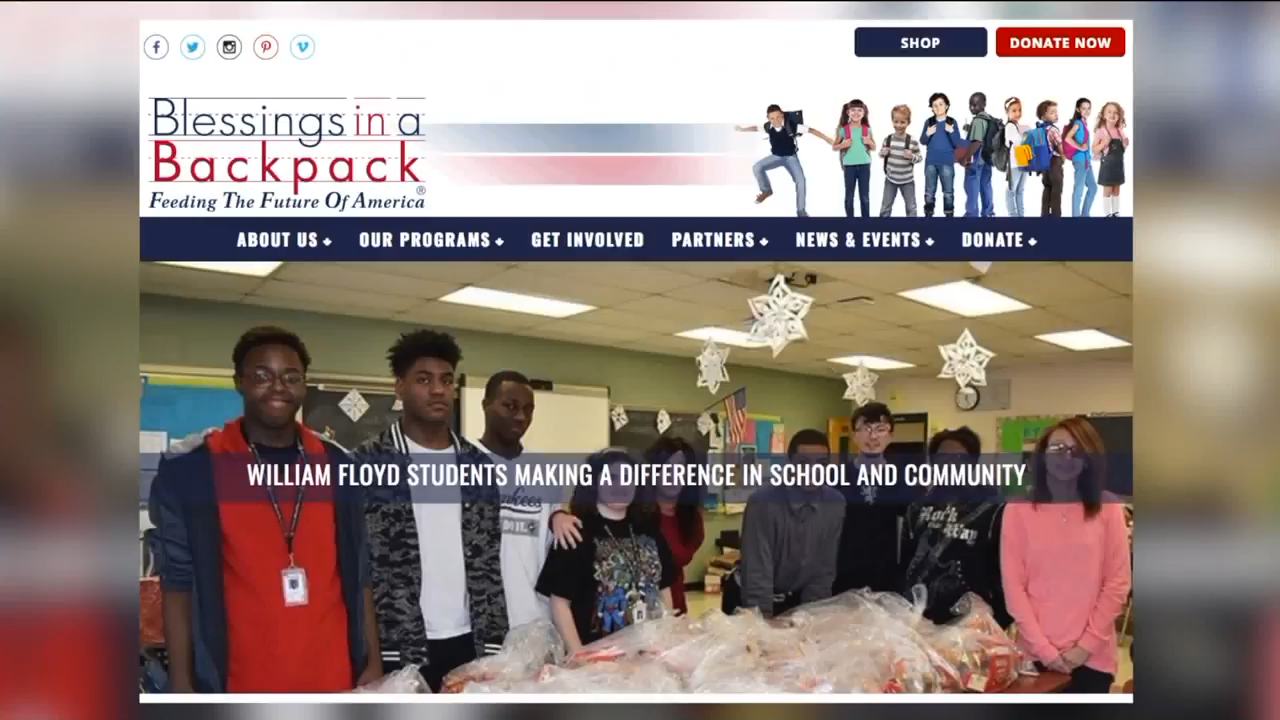 SHOP
DONATE NOW
Blessings in a
Backpack
®
Feeding The Future Of America
ABOUT US +
OUR PROGRAMS +
GET INVOLVED
PARTNERS +
NEWS & EVENTS +
DONATE +
WILLIAM FLOYD STUDENTS MAKING A DIFFERENCE IN SCHOOL AND COMMUNITY
Rock